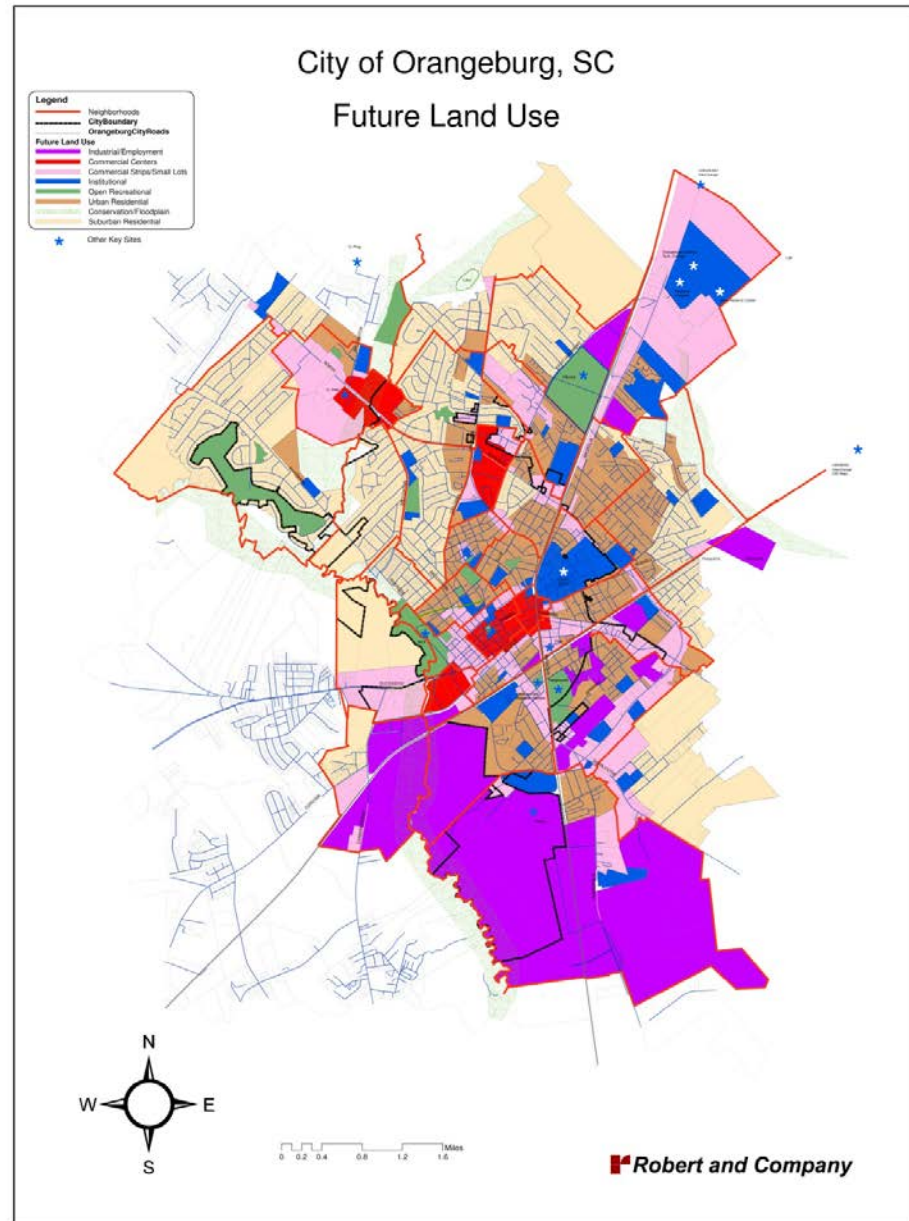 City of Orangeburg, SC
Future Land Use
Legend
Neighborhoods
CityBoundary
OrangeburgCityRoads
Future Land Use
Industrial/Employment
Commercial Centers
Commercial Strips/Small Lots
Institutional
Open Recreational
Urban Residential
Conservation/Floodplain
Suburban Residential
Other Key Sites
N
W
E
S
Miles
0 0.2 0.4 0.8 1.2 1.6
Robert and Company